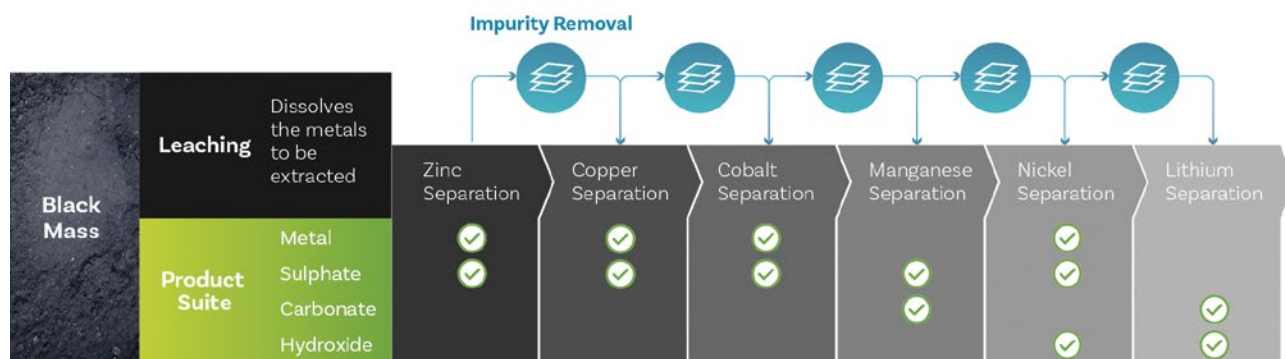 Impurity Removal
Black
Mass
Leaching
Dissolves
the metals
to be
extracted
Zinc
Separation
Copper
Separation
Cobalt
Separation
Manganese
Separation
Nickel
Separation
Lithium
Separation
Product
Suite
Metal
Sulphate
Carbonate
Hydroxide